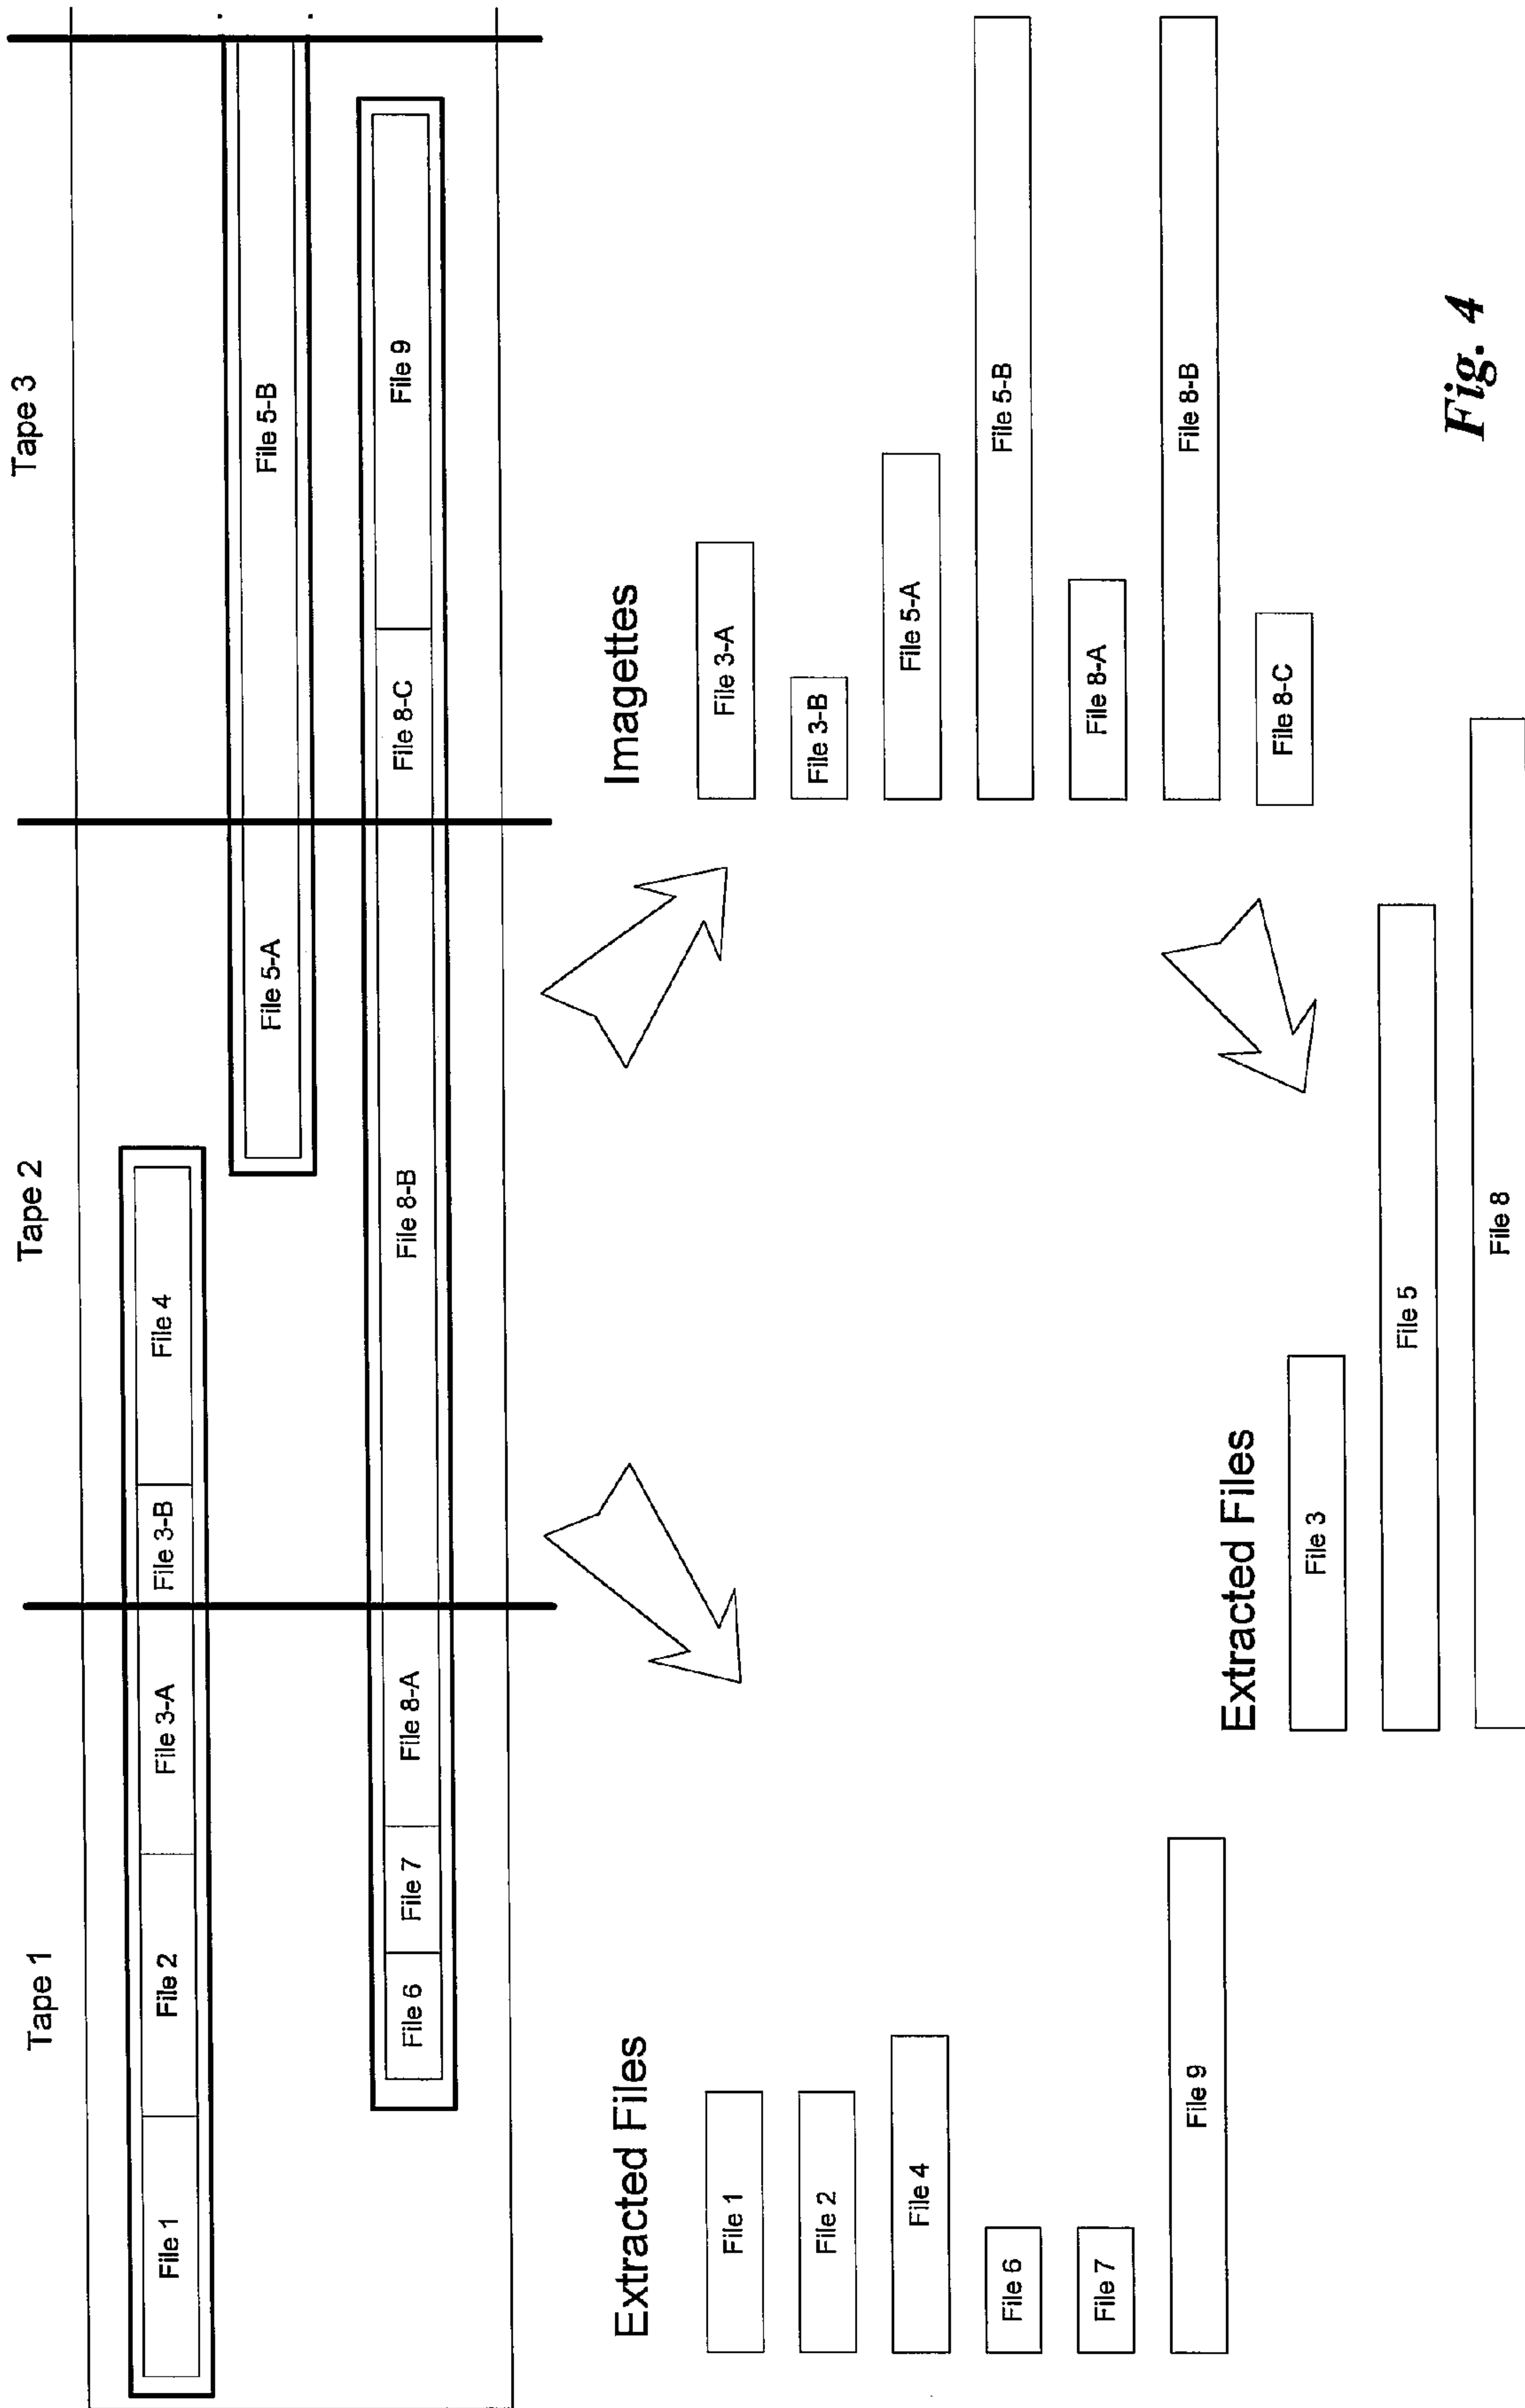 Tape 1
Tape 2
Tape 3
File 1
File 2
File 3-A
File 3-B
File 4
File 5-A
File 5-B
File 6
File 7
File 8-A
File 8-B
File 8-C
File 9
Extracted Files
File 1
File 2
File 4
File 6
File 7
File 9
Imagettes
File 3-A
File 3-B
File 5-A
File 5-B
File 8-A
File 8-B
File 8-C
Extracted Files
File 3
File 5
File 8
Fig. 4